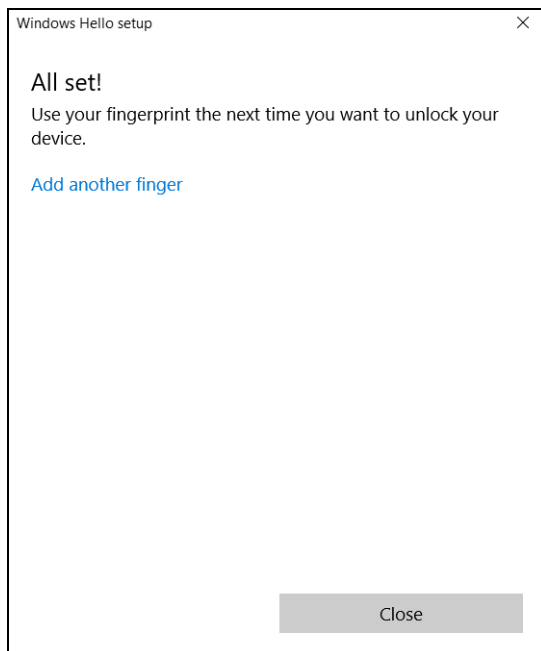 Windows Hello setup
All set!
Use your fingerprint the next time you want to unlock your
device.
Add another finger
Close